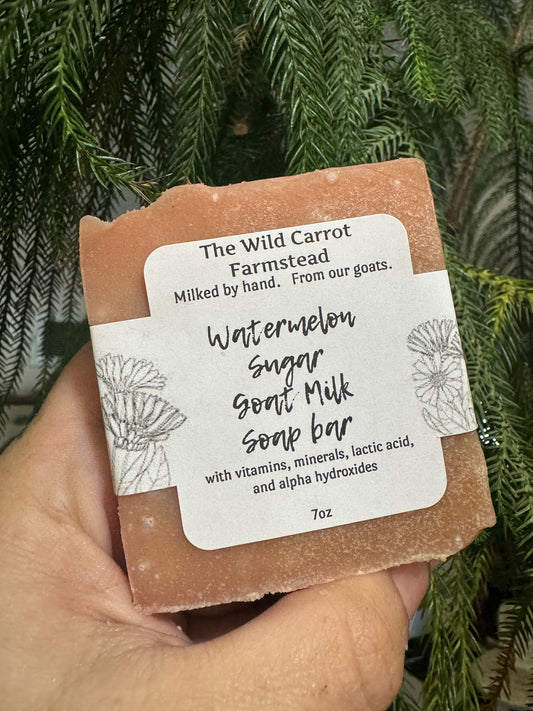 The Wild Carrot
Farmstead
Milked by hand. From our goats.
Watermelon
Sugar
Goat Milk
Soap bar
with vitamins, minerals, lactic acid,
and alpha hydroxides
7oz